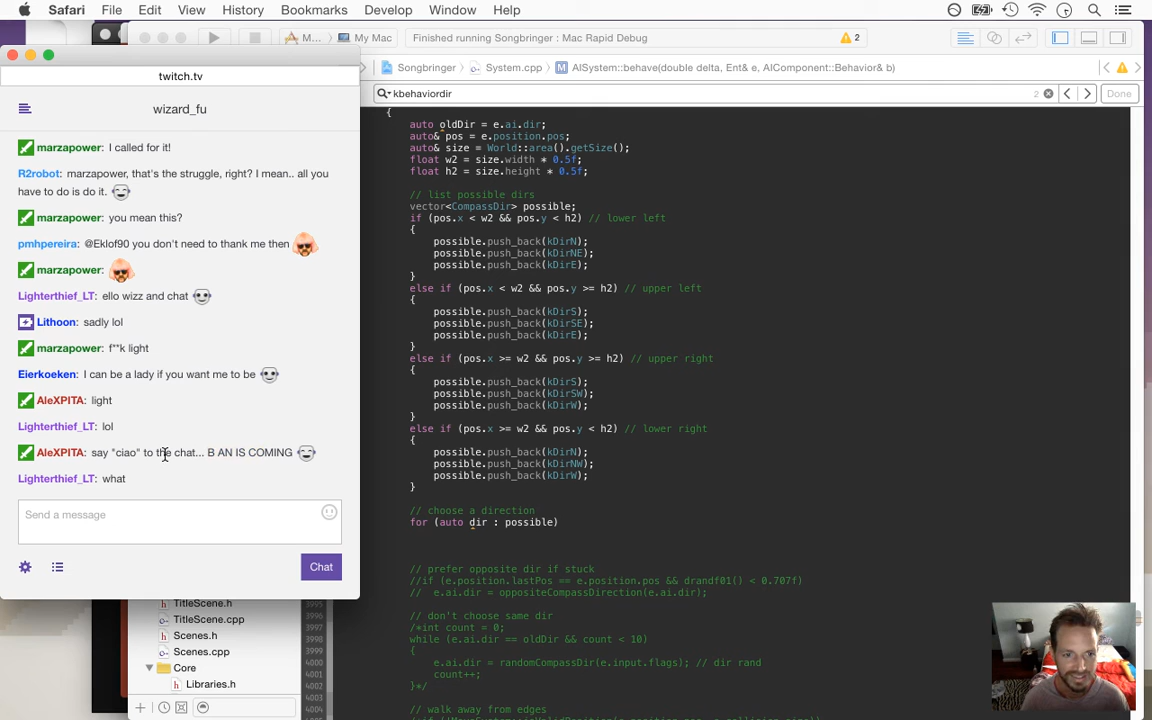 Safari File Edit View History Bookmarks Develop Window Help
M... My Mac Finished running Songbringer : Mac Rapid Debug 2
twitch.tv
Songbringer System.cpp M AISystem::behave(double delta, Ent& e, AIComponent::Behavior& b)
kbehaviordir 2 Done
wizard_fu
marzapower: I called for it!
R2robot: marzapower, that's the struggle, right? I mean.. all you
have to do is do it.
marzapower: you mean this?
pmhpereira: @Eklof90 you don't need to thank me then
marzapower:
Lighterthief_LT: ello wizz and chat
Lithoon: sadly lol
marzapower: f**k light
Eierkoeken: I can be a lady if you want me to be
AleXPITA: light
Lighterthief_LT: lol
AleXPITA: say "ciao" to the chat... B AN IS COMING
Lighterthief_LT: what
Send a message
Chat
{
auto oldDir = e.ai.dir;
auto& pos = e.position.pos;
auto& size = World::area().getSize();
float w2 = size.width * 0.5f;
float h2 = size.height * 0.5f;
// list possible dirs
vector<CompassDir> possible;
if (pos.x < w2 && pos.y < h2) // lower left
{
possible.push_back(kDirN);
possible.push_back(kDirNE);
possible.push_back(kDirE);
}
else if (pos.x < w2 && pos.y >= h2) // upper left
{
possible.push_back(kDirS);
possible.push_back(kDirSE);
possible.push_back(kDirE);
}
else if (pos.x >= w2 && pos.y >= h2) // upper right
{
possible.push_back(kDirS);
possible.push_back(kDirSW);
possible.push_back(kDirW);
}
else if (pos.x >= w2 && pos.y < h2) // lower right
{
possible.push_back(kDirN);
possible.push_back(kDirNW);
possible.push_back(kDirW);
}
// choose a direction
for (auto dir : possible)
// prefer opposite dir if stuck
//if (e.position.lastPos == e.position.pos && drandf01() < 0.707f)
// e.ai.dir = oppositeCompassDirection(e.ai.dir);
// don't choose same dir
/*int count = 0;
while (e.ai.dir == oldDir && count < 10)
{
e.ai.dir = randomCompassDir(e.input.flags); // dir rand
count++;
}*/
// walk away from edges
TitleScene.h
TitleScene.cpp
Scenes.h
Scenes.cpp
Core
Libraries.h
3995
3996
3997
3998
3999
4000
4001
4002
4003
4004